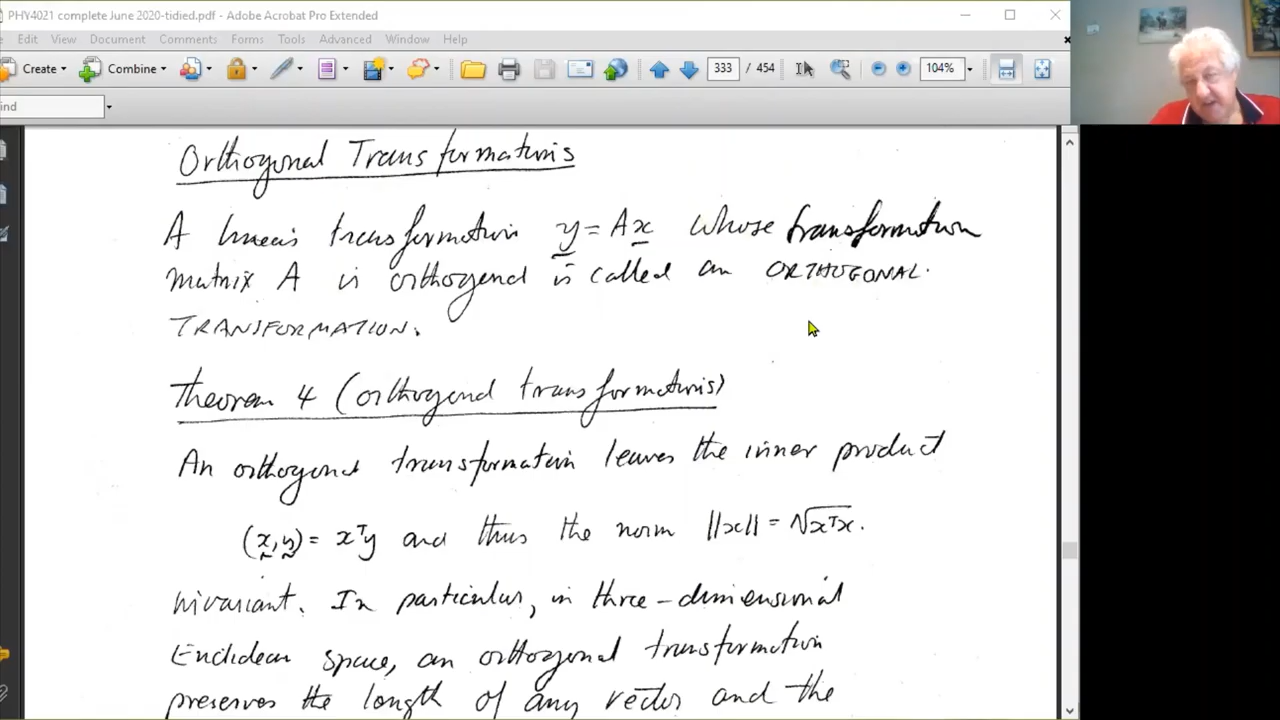 PHY4021 complete June 2020-tidied.pdf - Adobe Acrobat Pro Extended
Edit View Document Comments Forms Tools Advanced Window Help
Create Combine 333 / 454 104%
ind
Orthogonal Transformations
A linear transformation y = Ax whose transformation
matrix A is orthogonal is called an ORTHOGONAL
TRANSFORMATION.
Theorem 4 (orthogonal transformations)
An orthogonal transformation leaves the inner product
(x, y) = xᵀy and thus the norm ||x|| = √xᵀx.
invariant. In particular, in three-dimensional
Euclidean space, an orthogonal transformation
preserves the length of any vector and the